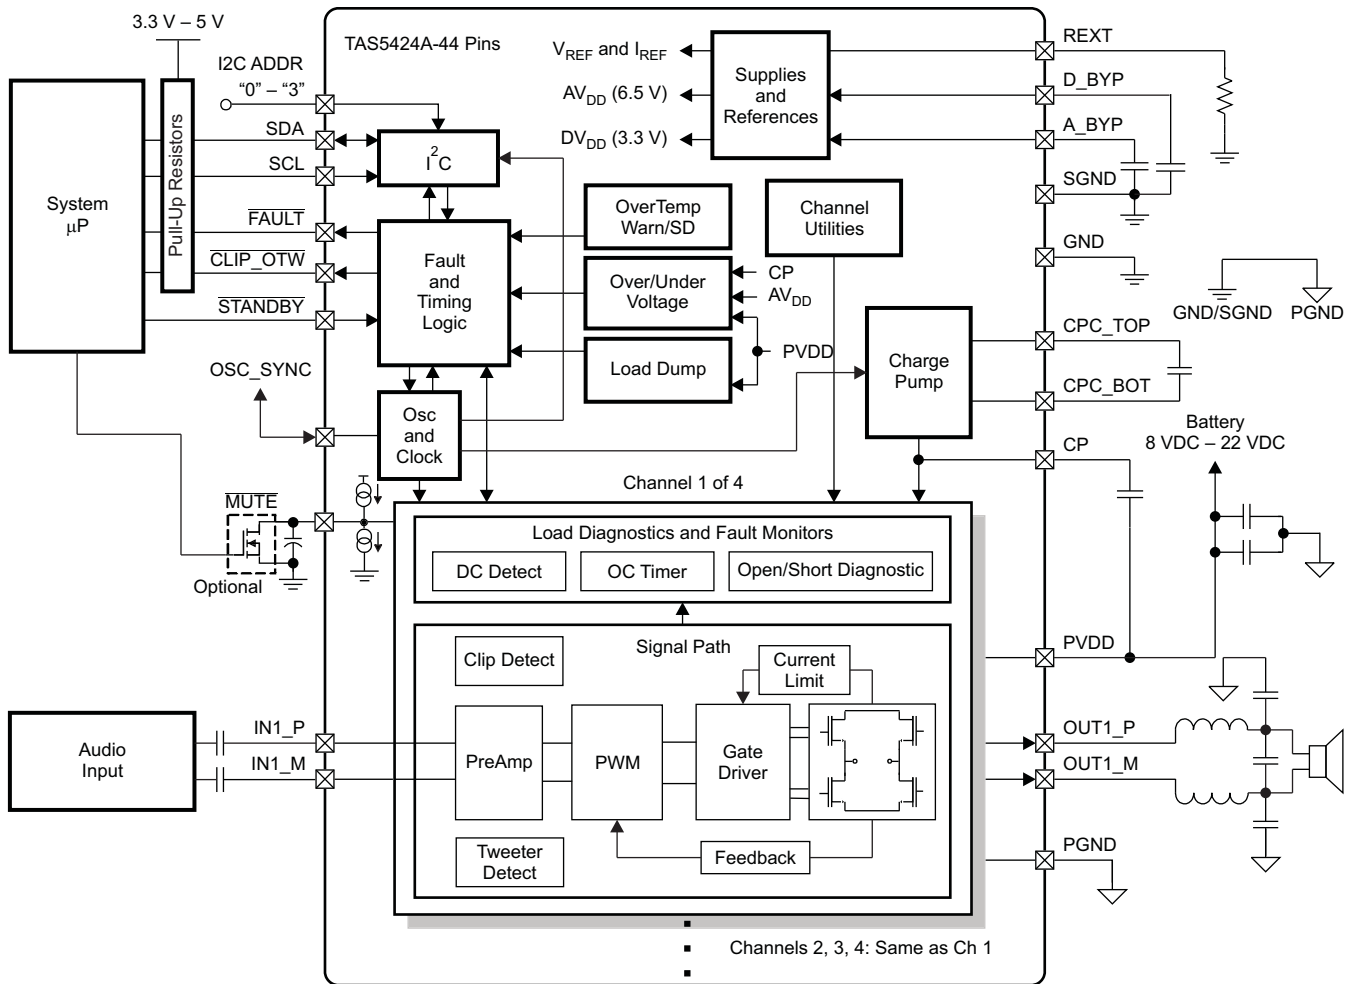 3.3 V – 5 V
TAS5424A-44 Pins
I2C ADDR
“0” – “3”
SDA
SCL
FAULT
CLIP_OTW
STANDBY
System
μP
Pull-Up Resistors
I²C
Fault
and
Timing
Logic
OSC_SYNC
Osc
and
Clock
VREF and IREF
AVDD (6.5 V)
DVDD (3.3 V)
Supplies
and
References
OverTemp
Warn/SD
Over/Under
Voltage
Load Dump
CP
AVDD
PVDD
Channel
Utilities
Charge
Pump
REXT
D_BYP
A_BYP
SGND
GND
GND/SGND
PGND
CPC_TOP
CPC_BOT
CP
Battery
8 VDC – 22 VDC
MUTE
Optional
Channel 1 of 4
Load Diagnostics and Fault Monitors
DC Detect
OC Timer
Open/Short Diagnostic
Signal Path
Clip Detect
Current
Limit
PVDD
Audio
Input
IN1_P
IN1_M
PreAmp
PWM
Gate
Driver
OUT1_P
OUT1_M
Tweeter
Detect
Feedback
PGND
Channels 2, 3, 4: Same as Ch 1